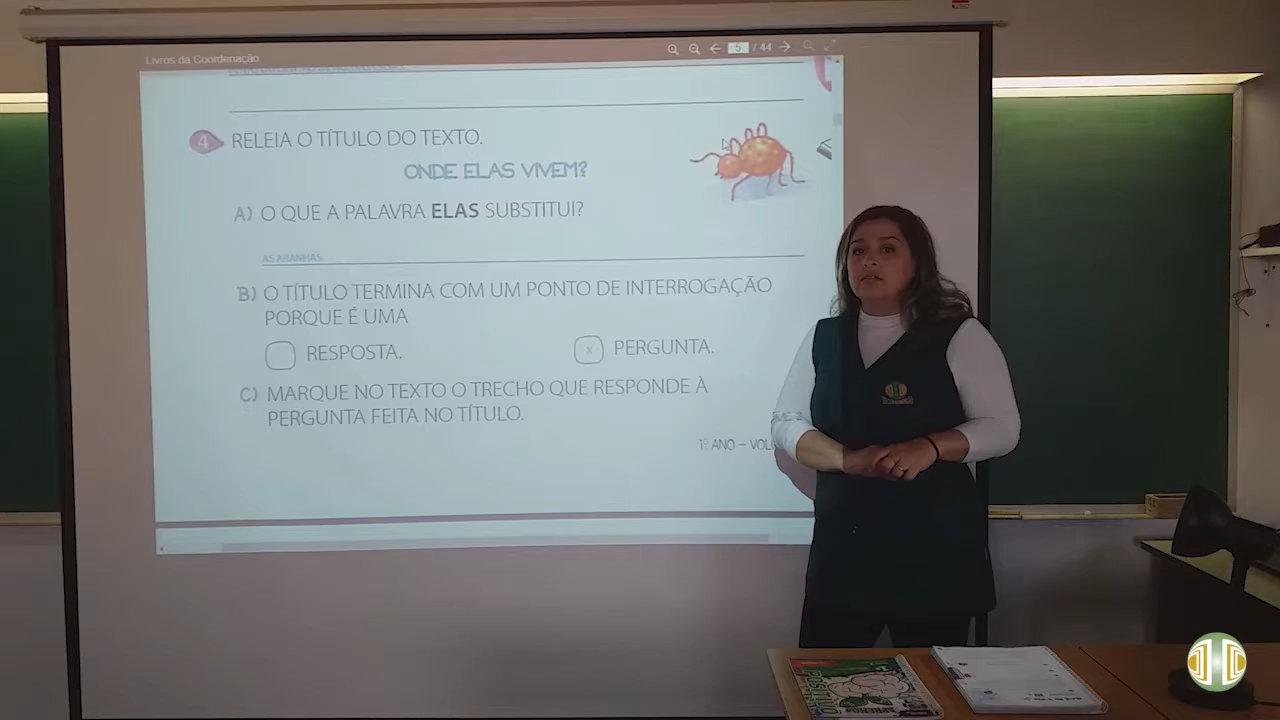 Livros da Coordenação
5 / 44
4 RELEIA O TÍTULO DO TEXTO.
ONDE ELAS VIVEM?
A) O QUE A PALAVRA ELAS SUBSTITUI?
AS ARANHAS.
B) O TÍTULO TERMINA COM UM PONTO DE INTERROGAÇÃO
PORQUE É UMA
RESPOSTA.
x PERGUNTA.
C) MARQUE NO TEXTO O TRECHO QUE RESPONDE À
PERGUNTA FEITA NO TÍTULO.
1º ANO – VOL